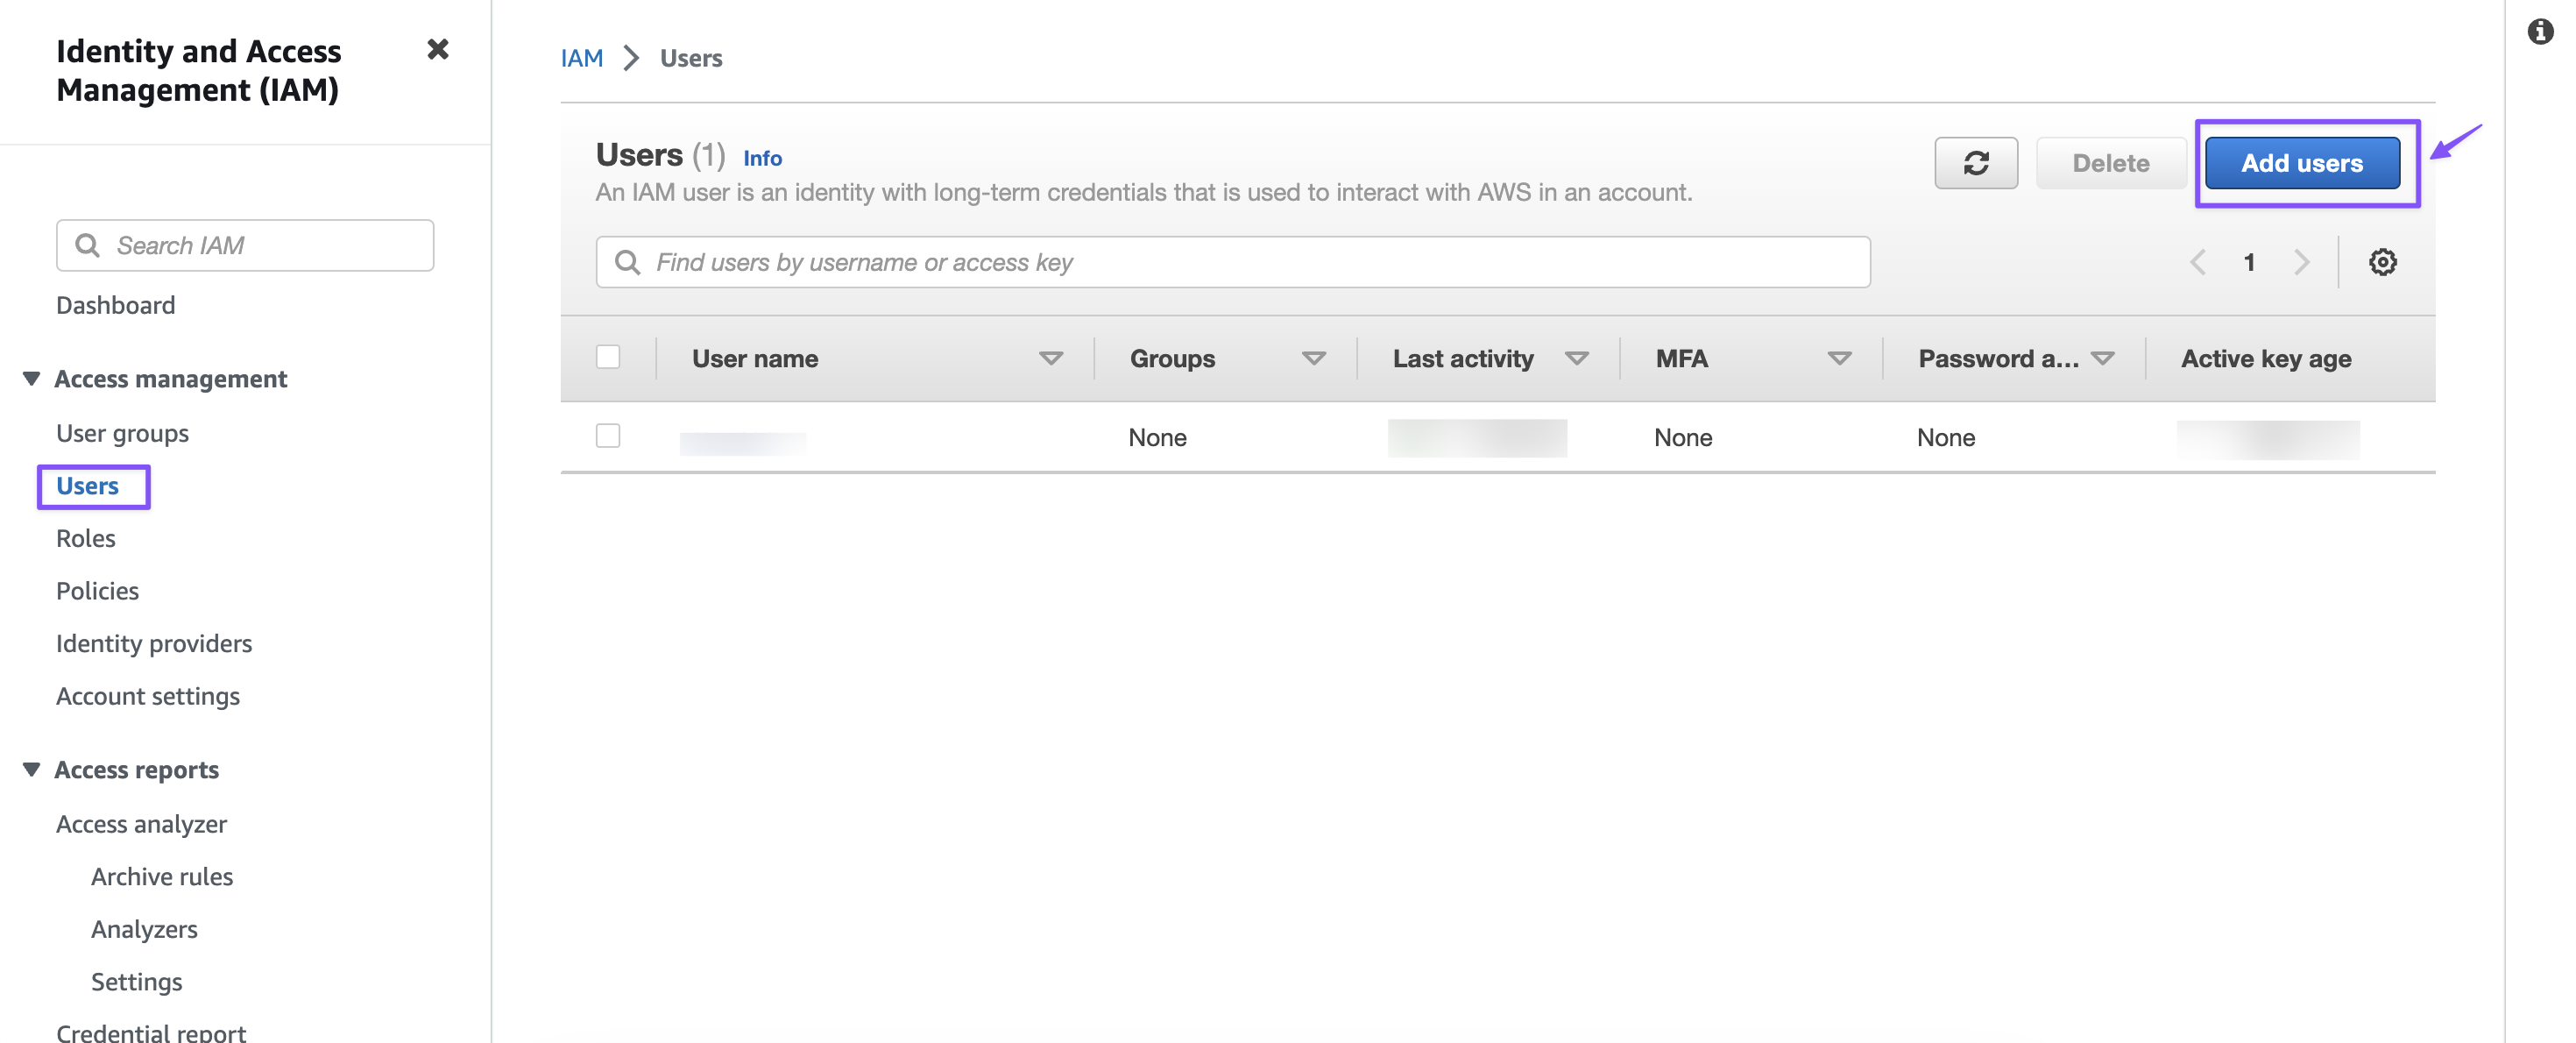 Identity and Access
Management (IAM)
Search IAM
Dashboard
Access management
User groups
Users
Roles
Policies
Identity providers
Account settings
Access reports
Access analyzer
Archive rules
Analyzers
Settings
Credential report
IAM > Users
Users (1) Info
An IAM user is an identity with long-term credentials that is used to interact with AWS in an account.
Delete
Add users
Find users by username or access key
1
User name Groups Last activity MFA Password a... Active key age
None None None